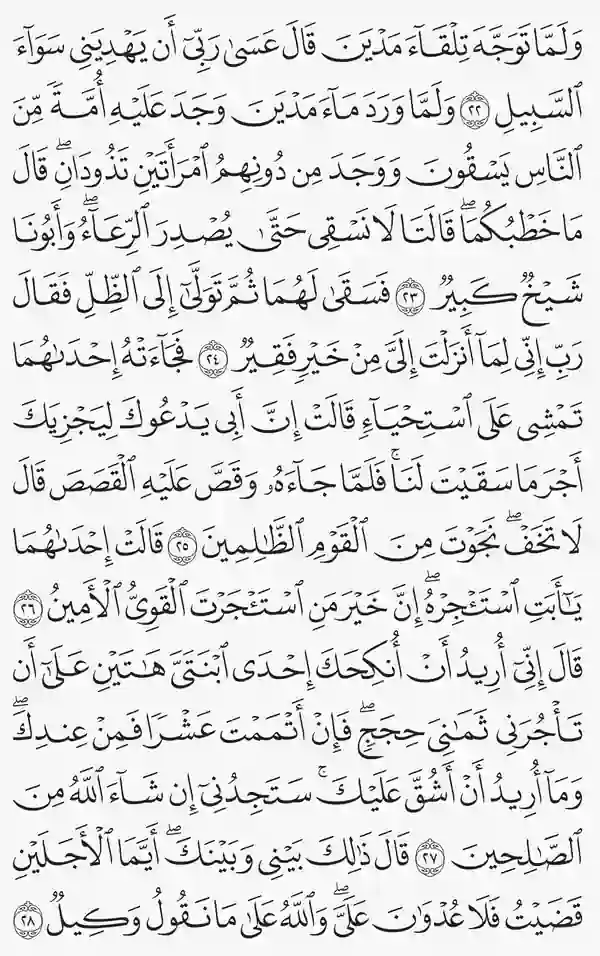 وَلَمَّا تَوَجَّهَ تِلْقَآءَ مَدْيَنَ قَالَ عَسَىٰ رَبِّىٓ أَن يَهْدِيَنِى سَوَآءَ
ٱلسَّبِيلِ ٢٢ وَلَمَّا وَرَدَ مَآءَ مَدْيَنَ وَجَدَ عَلَيْهِ أُمَّةً مِّنَ
ٱلنَّاسِ يَسْقُونَ وَوَجَدَ مِن دُونِهِمُ ٱمْرَأَتَيْنِ تَذُودَانِۖ قَالَ
مَا خَطْبُكُمَاۖ قَالَتَا لَا نَسْقِى حَتَّىٰ يُصْدِرَ ٱلرِّعَآءُۖ وَأَبُونَا
شَيْخٌ كَبِيرٌ ٢٣ فَسَقَىٰ لَهُمَا ثُمَّ تَوَلَّىٰٓ إِلَى ٱلظِّلِّ فَقَالَ
رَبِّ إِنِّى لِمَآ أَنزَلْتَ إِلَىَّ مِنْ خَيْرٍ فَقِيرٌ ٢٤ فَجَآءَتْهُ إِحْدَىٰهُمَا
تَمْشِى عَلَى ٱسْتِحْيَآءٍ قَالَتْ إِنَّ أَبِى يَدْعُوكَ لِيَجْزِيَكَ
أَجْرَ مَا سَقَيْتَ لَنَاۚ فَلَمَّا جَآءَهُۥ وَقَصَّ عَلَيْهِ ٱلْقَصَصَ قَالَ
لَا تَخَفْۖ نَجَوْتَ مِنَ ٱلْقَوْمِ ٱلظَّٰلِمِينَ ٢٥ قَالَتْ إِحْدَىٰهُمَا
يَٰٓأَبَتِ ٱسْتَـْٔجِرْهُۖ إِنَّ خَيْرَ مَنِ ٱسْتَـْٔجَرْتَ ٱلْقَوِىُّ ٱلْأَمِينُ ٢٦
قَالَ إِنِّىٓ أُرِيدُ أَنْ أُنكِحَكَ إِحْدَى ٱبْنَتَىَّ هَٰتَيْنِ عَلَىٰٓ أَن
تَأْجُرَنِى ثَمَٰنِىَ حِجَجٍۖ فَإِنْ أَتْمَمْتَ عَشْرًا فَمِنْ عِندِكَۖ
وَمَآ أُرِيدُ أَنْ أَشُقَّ عَلَيْكَۚ سَتَجِدُنِىٓ إِن شَآءَ ٱللَّهُ مِنَ
ٱلصَّٰلِحِينَ ٢٧ قَالَ ذَٰلِكَ بَيْنِى وَبَيْنَكَۖ أَيَّمَا ٱلْأَجَلَيْنِ
قَضَيْتُ فَلَا عُدْوَٰنَ عَلَىَّۖ وَٱللَّهُ عَلَىٰ مَا نَقُولُ وَكِيلٌ ٢٨